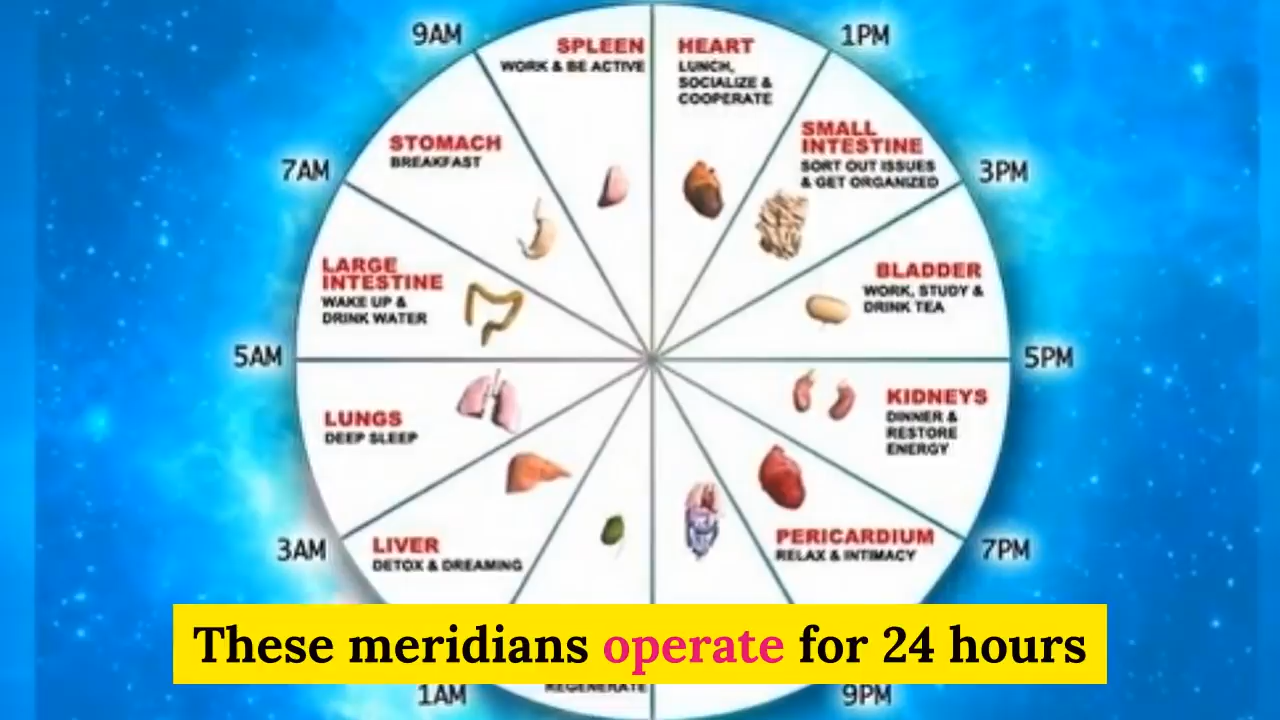 9AM
1PM
SPLEEN
WORK & BE ACTIVE
HEART
LUNCH,
SOCIALIZE &
COOPERATE
STOMACH
BREAKFAST
SMALL
INTESTINE
SORT OUT ISSUES
& GET ORGANIZED
7AM
3PM
LARGE
INTESTINE
WAKE UP &
DRINK WATER
BLADDER
WORK, STUDY &
DRINK TEA
5AM
5PM
LUNGS
DEEP SLEEP
KIDNEYS
DINNER &
RESTORE
ENERGY
LIVER
DETOX & DREAMING
PERICARDIUM
RELAX & INTIMACY
3AM
7PM
These meridians operate for 24 hours
1AM
REGENERATE
9PM